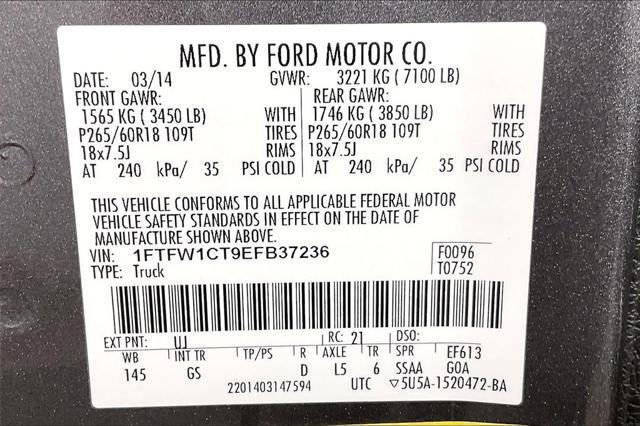 MFD. BY FORD MOTOR CO.
DATE: 03/14 GVWR: 3221 KG ( 7100 LB)
FRONT GAWR: REAR GAWR:
1565 KG ( 3450 LB) WITH 1746 KG ( 3850 LB) WITH
P265/60R18 109T TIRES P265/60R18 109T TIRES
18x7.5J RIMS 18x7.5J RIMS
AT 240 kPa/ 35 PSI COLD AT 240 kPa/ 35 PSI COLD
THIS VEHICLE CONFORMS TO ALL APPLICABLE FEDERAL MOTOR
VEHICLE SAFETY STANDARDS IN EFFECT ON THE DATE OF
MANUFACTURE SHOWN ABOVE.
VIN: 1FTFW1CT9EFB37236 F0096
TYPE: Truck T0752
EXT PNT: UJ RC: 21 DSO:
WB INT TR TP/PS R AXLE TR SPR EF613
145 GS D L5 6 SSAA GOA
2201403147594 UTC ▽5U5A-1520472-BA